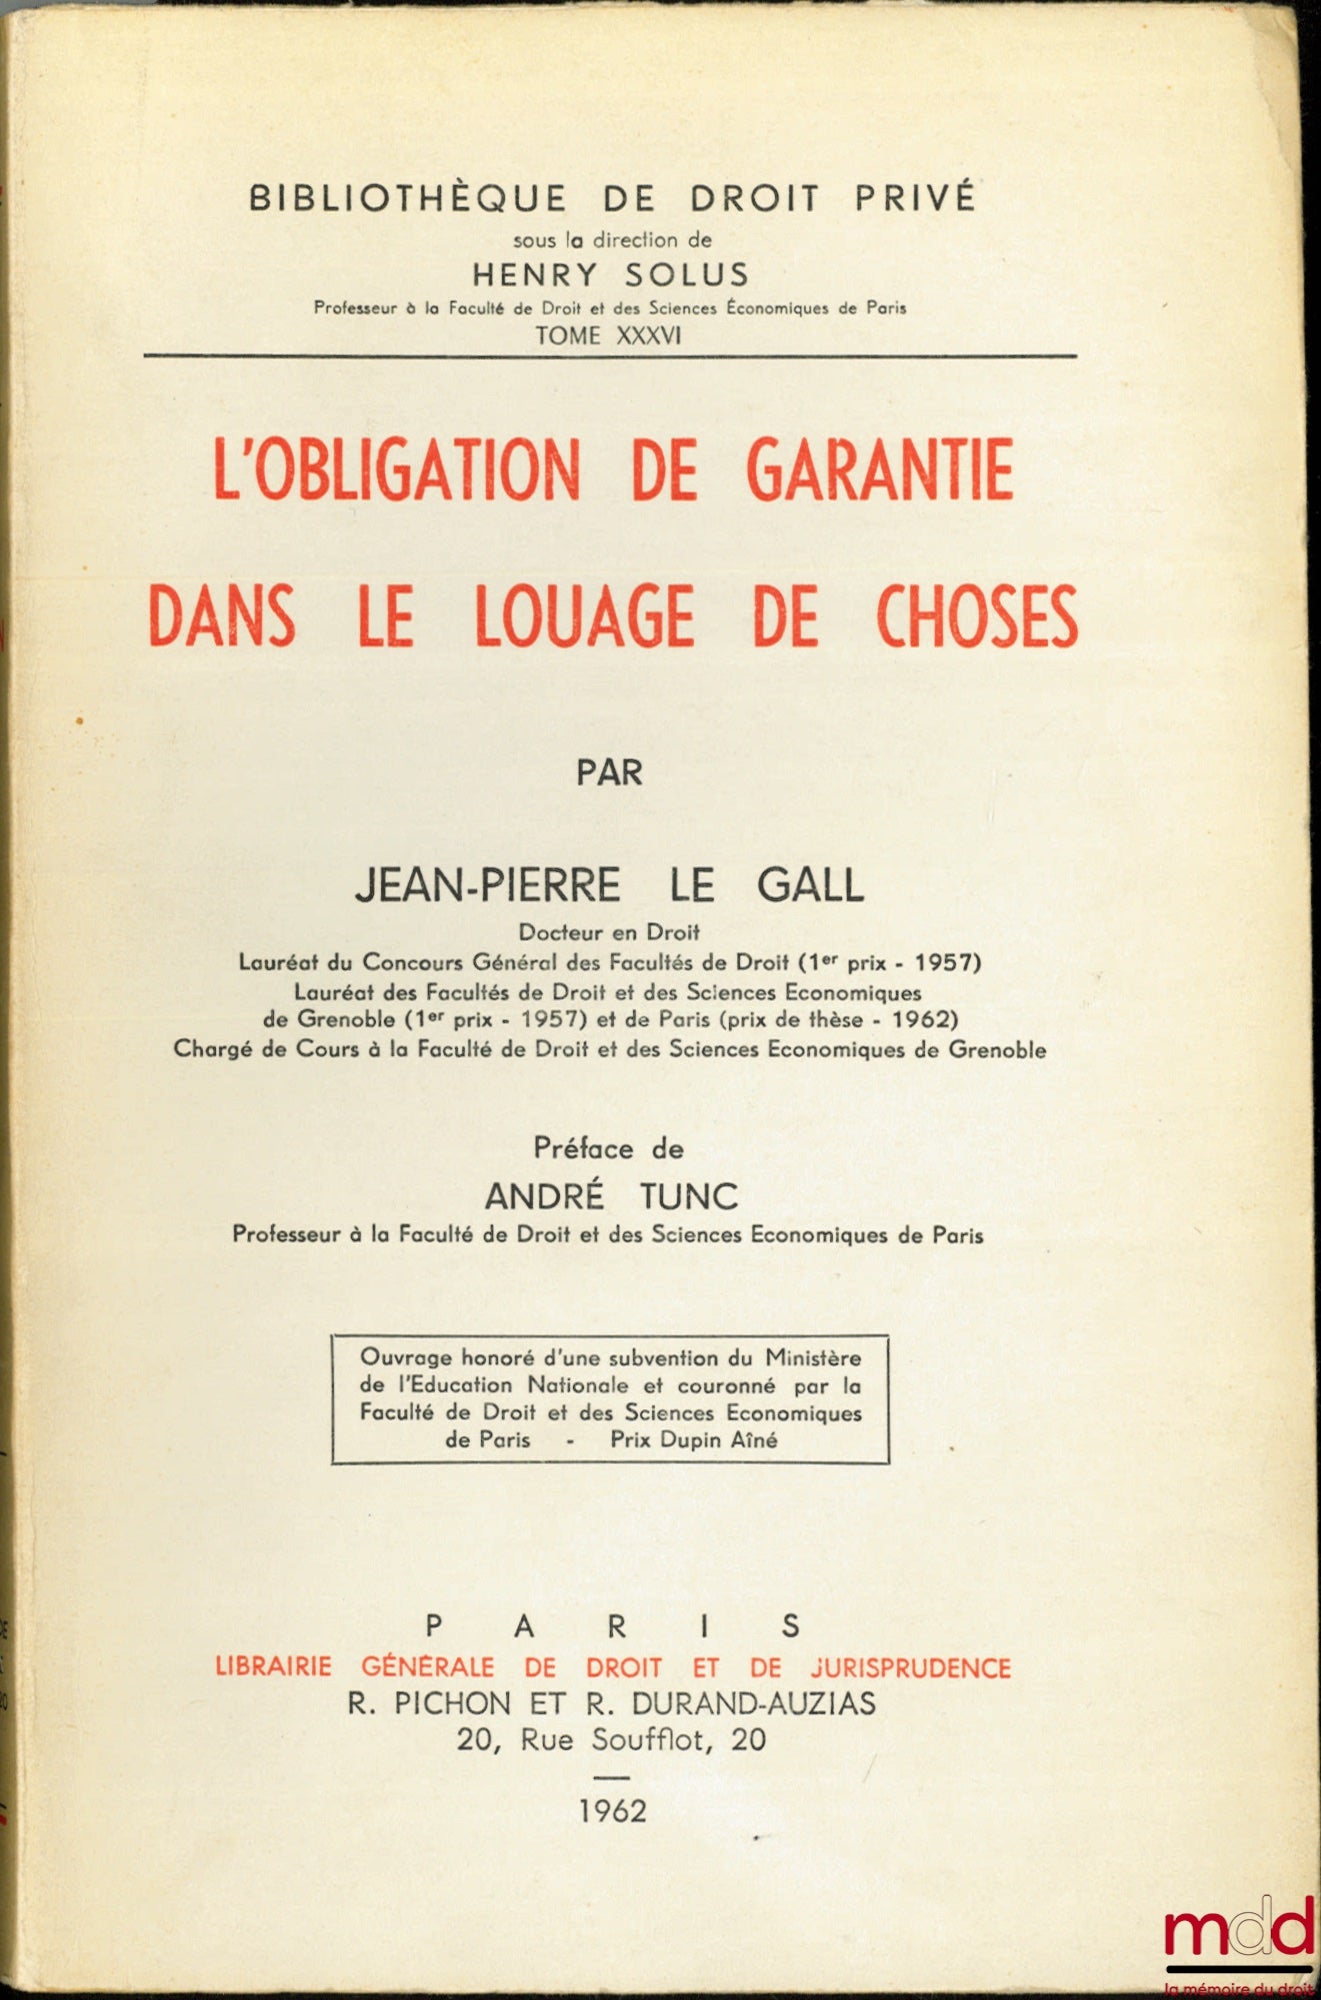 BIBLIOTHÈQUE DE DROIT PRIVÉ
sous la direction de
HENRY SOLUS
Professeur à la Faculté de Droit et des Sciences Économiques de Paris
TOME XXXVI
L'OBLIGATION DE GARANTIE
DANS LE LOUAGE DE CHOSES
PAR
JEAN-PIERRE LE GALL
Docteur en Droit
Lauréat du Concours Général des Facultés de Droit (1er prix - 1957)
Lauréat des Facultés de Droit et des Sciences Economiques
de Grenoble (1er prix - 1957) et de Paris (prix de thèse - 1962)
Chargé de Cours à la Faculté de Droit et des Sciences Economiques de Grenoble
Préface de
ANDRÉ TUNC
Professeur à la Faculté de Droit et des Sciences Economiques de Paris
Ouvrage honoré d'une subvention du Ministère
de l'Education Nationale et couronné par la
Faculté de Droit et des Sciences Economiques
de Paris - Prix Dupin Aîné
PARIS
LIBRAIRIE GÉNÉRALE DE DROIT ET DE JURISPRUDENCE
R. PICHON ET R. DURAND-AUZIAS
20, Rue Soufflot, 20
1962
mdd
la mémoire du droit